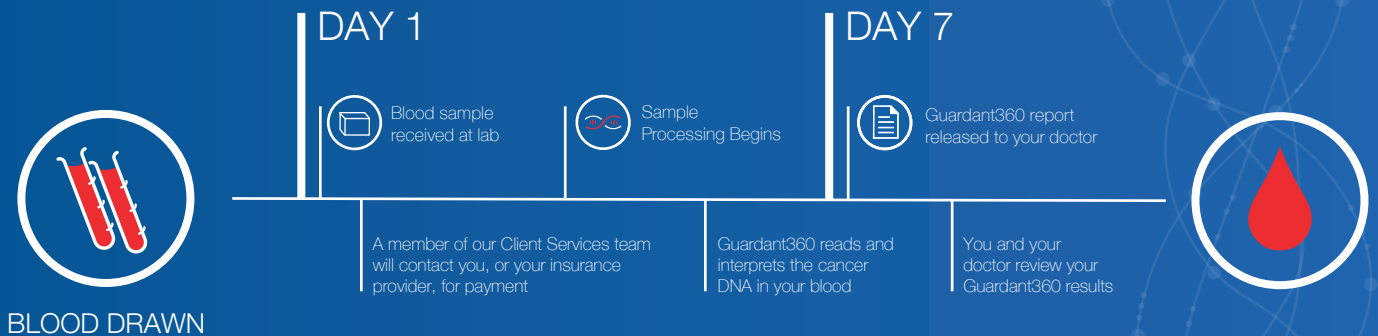 DAY 1
DAY 7
Blood sample
received at lab
Sample
Processing Begins
Guardant360 report
released to your doctor
A member of our Client Services team
will contact you, or your insurance
provider, for payment
Guardant360 reads and
interprets the cancer
DNA in your blood
You and your
doctor review your
Guardant360 results
BLOOD DRAWN